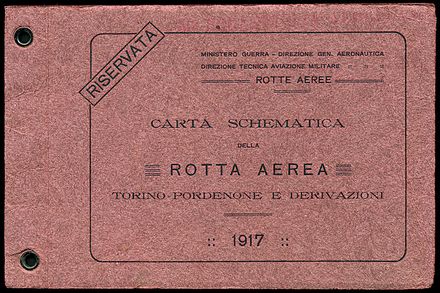 RISERVATA
MINISTERO GUERRA - DIREZIONE GEN. AERONAUTICA
DIREZIONE TECNICA AVIAZIONE MILITARE
ROTTE AEREE
CARTA SCHEMATICA
DELLA
ROTTA AEREA
TORINO-PORDENONE E DERIVAZIONI
:: 1917 ::